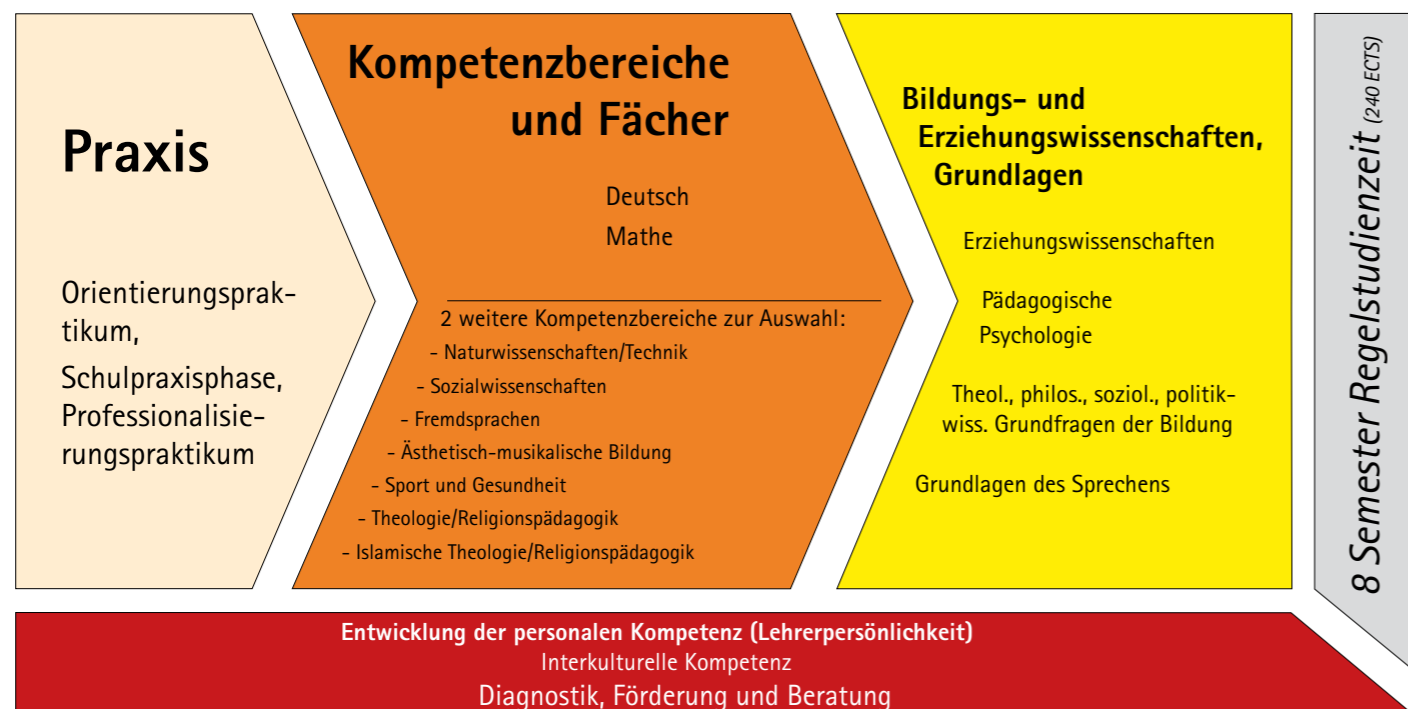 Praxis
Orientierungsprak-
tikum,
Schulpraxisphase,
Professionalisie-
rungspraktikum
Kompetenzbereiche
und Fächer
Deutsch
Mathe
2 weitere Kompetenzbereiche zur Auswahl:
- Naturwissenschaften/Technik
- Sozialwissenschaften
- Fremdsprachen
- Ästhetisch-musikalische Bildung
- Sport und Gesundheit
- Theologie/Religionspädagogik
- Islamische Theologie/Religionspädagogik
Bildungs- und
Erziehungswissenschaften,
Grundlagen
Erziehungswissenschaften
Pädagogische
Psychologie
Theol., philos., soziol., politik-
wiss. Grundfragen der Bildung
Grundlagen des Sprechens
8 Semester Regelstudienzeit (240 ECTS)
Entwicklung der personalen Kompetenz (Lehrerpersönlichkeit)
Interkulturelle Kompetenz
Diagnostik, Förderung und Beratung